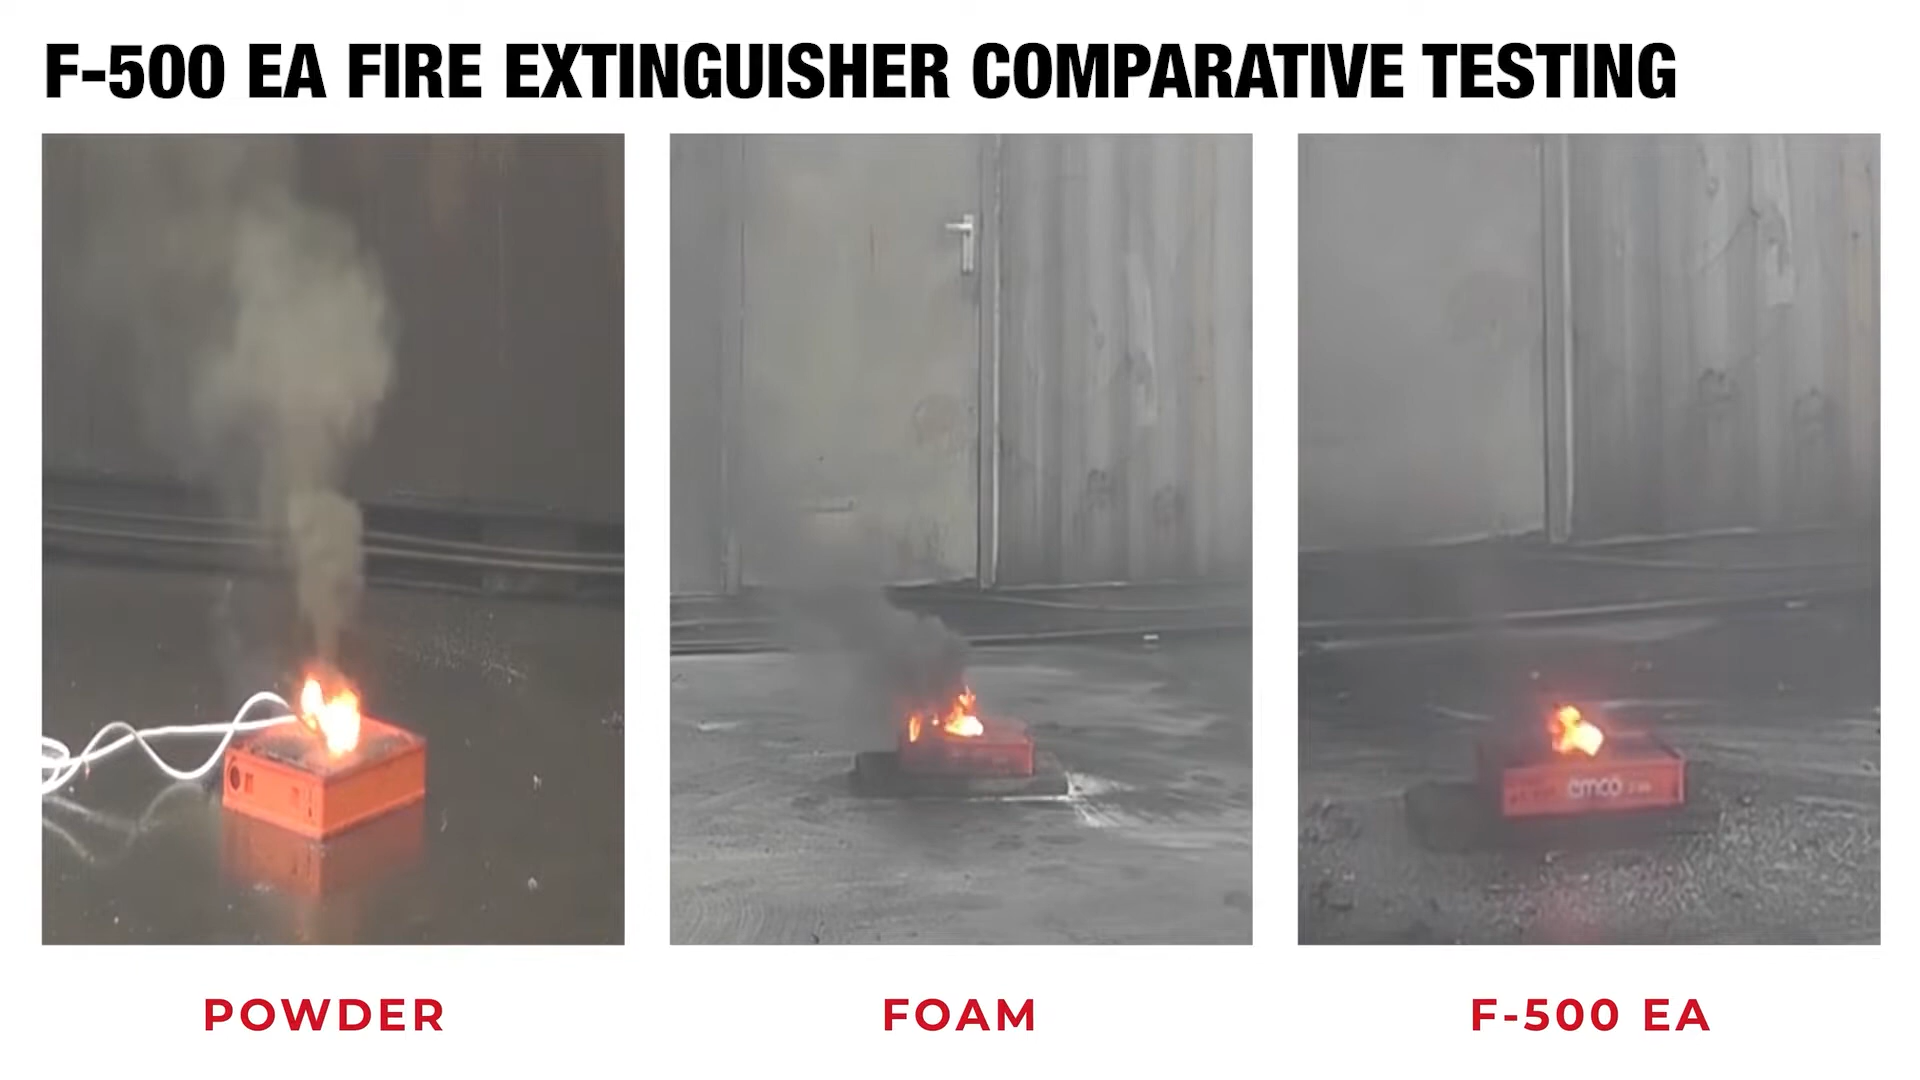 F-500 EA FIRE EXTINGUISHER COMPARATIVE TESTING
POWDER
FOAM
F-500 EA